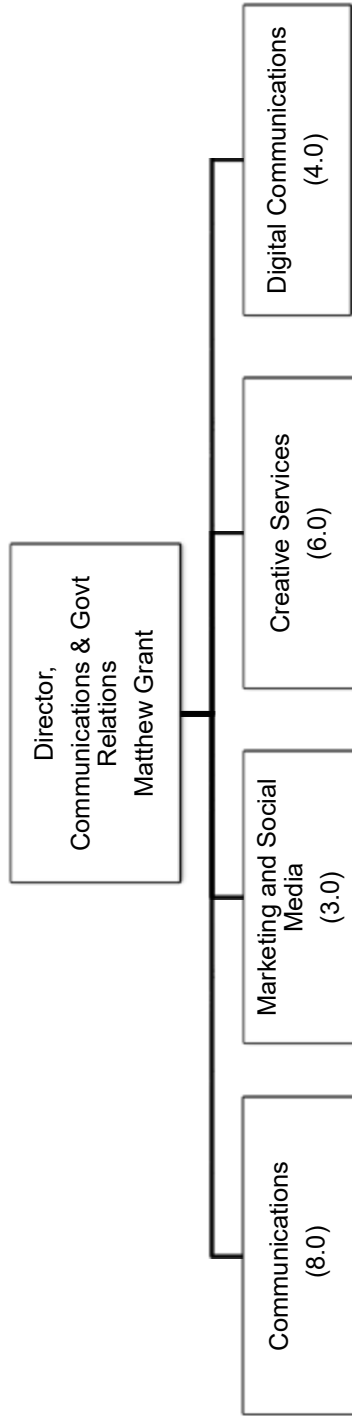 Director,
Communications & Govt
Relations
Matthew Grant
Communications
(8.0)
Marketing and Social
Media
(3.0)
Creative Services
(6.0)
Digital Communications
(4.0)